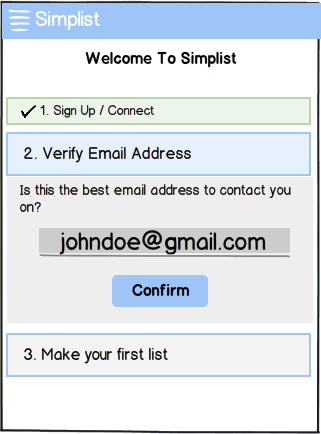 Simplist
Welcome To Simplist
1. Sign Up / Connect
2. Verify Email Address
Is this the best email address to contact you
on?
johndoe@gmail.com
Confirm
3. Make your first list